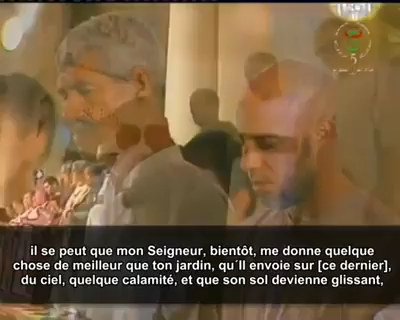 5
il se peut que mon Seigneur, bientôt, me donne quelque
chose de meilleur que ton jardin, qu´Il envoie sur [ce dernier],
du ciel, quelque calamité, et que son sol devienne glissant,